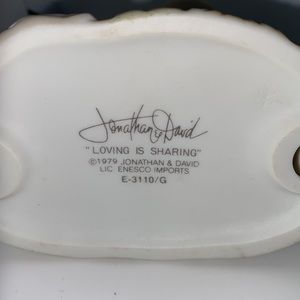 Jonathan & David
"LOVING IS SHARING"
©1979 JONATHAN & DAVID
LIC. ENESCO IMPORTS
E-3110/G